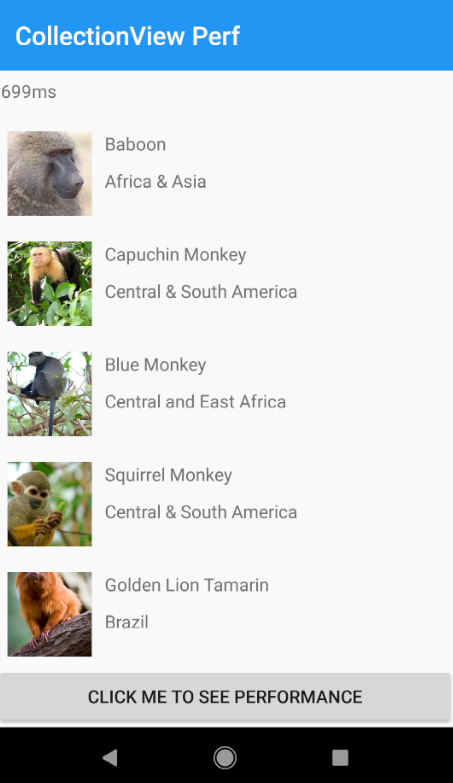 CollectionView Perf
699ms
Baboon
Africa & Asia
Capuchin Monkey
Central & South America
Blue Monkey
Central and East Africa
Squirrel Monkey
Central & South America
Golden Lion Tamarin
Brazil
CLICK ME TO SEE PERFORMANCE